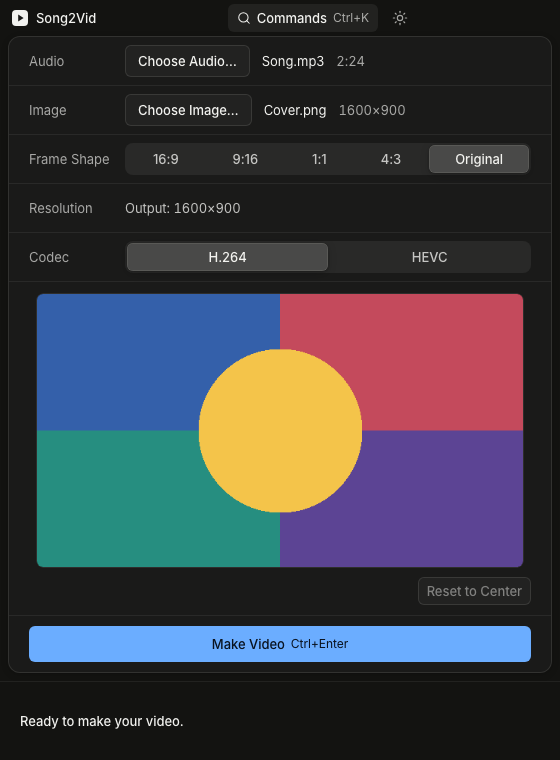 Song2Vid
Commands Ctrl+K
Audio Choose Audio... Song.mp3 2:24
Image Choose Image... Cover.png 1600×900
Frame Shape 16:9 9:16 1:1 4:3 Original
Resolution Output: 1600×900
Codec H.264 HEVC
Reset to Center
Make Video Ctrl+Enter
Ready to make your video.